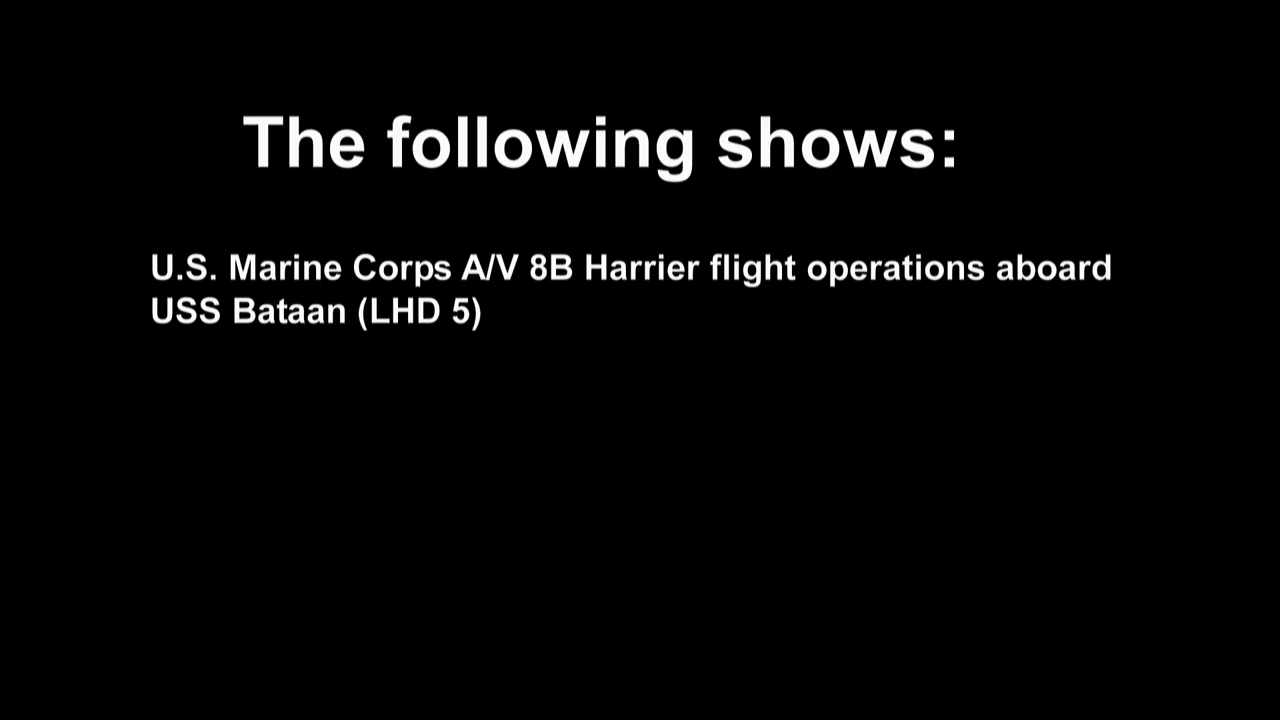 The following shows:
U.S. Marine Corps A/V 8B Harrier flight operations aboard
USS Bataan (LHD 5)